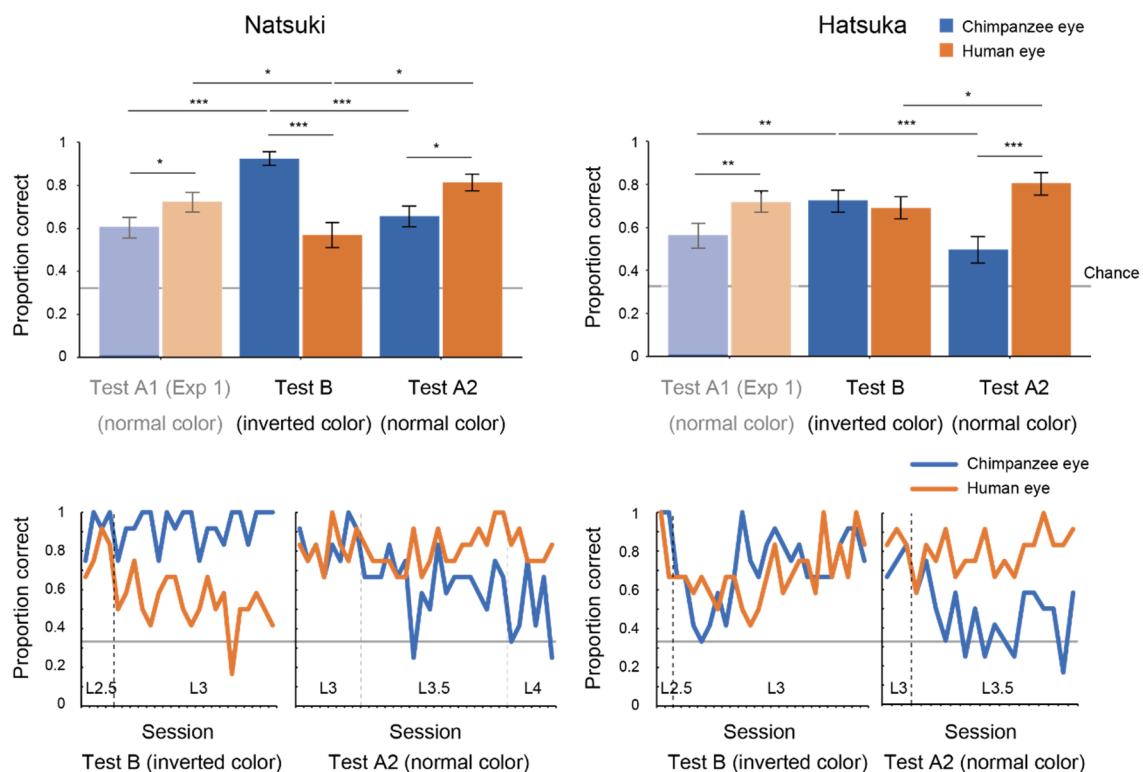 Natsuki
Hatsuka
Chimpanzee eye
Human eye
*
*
***
***
***
*
*
Proportion correct
1
0.8
0.6
0.4
0.2
0
Test A1 (Exp 1)
(normal color)
Test B
(inverted color)
Test A2
(normal color)
*
**
***
**
***
Proportion correct
1
0.8
0.6
0.4
0.2
0
Chance
Test A1 (Exp 1)
(normal color)
Test B
(inverted color)
Test A2
(normal color)
Chimpanzee eye
Human eye
Proportion correct
1
0.8
0.6
0.4
0.2
0
L2.5
L3
L3
L3.5
L4
Session
Test B (inverted color)
Session
Test A2 (normal color)
Proportion correct
1
0.8
0.6
0.4
0.2
0
L2.5
L3
L3
L3.5
Session
Test B (inverted color)
Session
Test A2 (normal color)